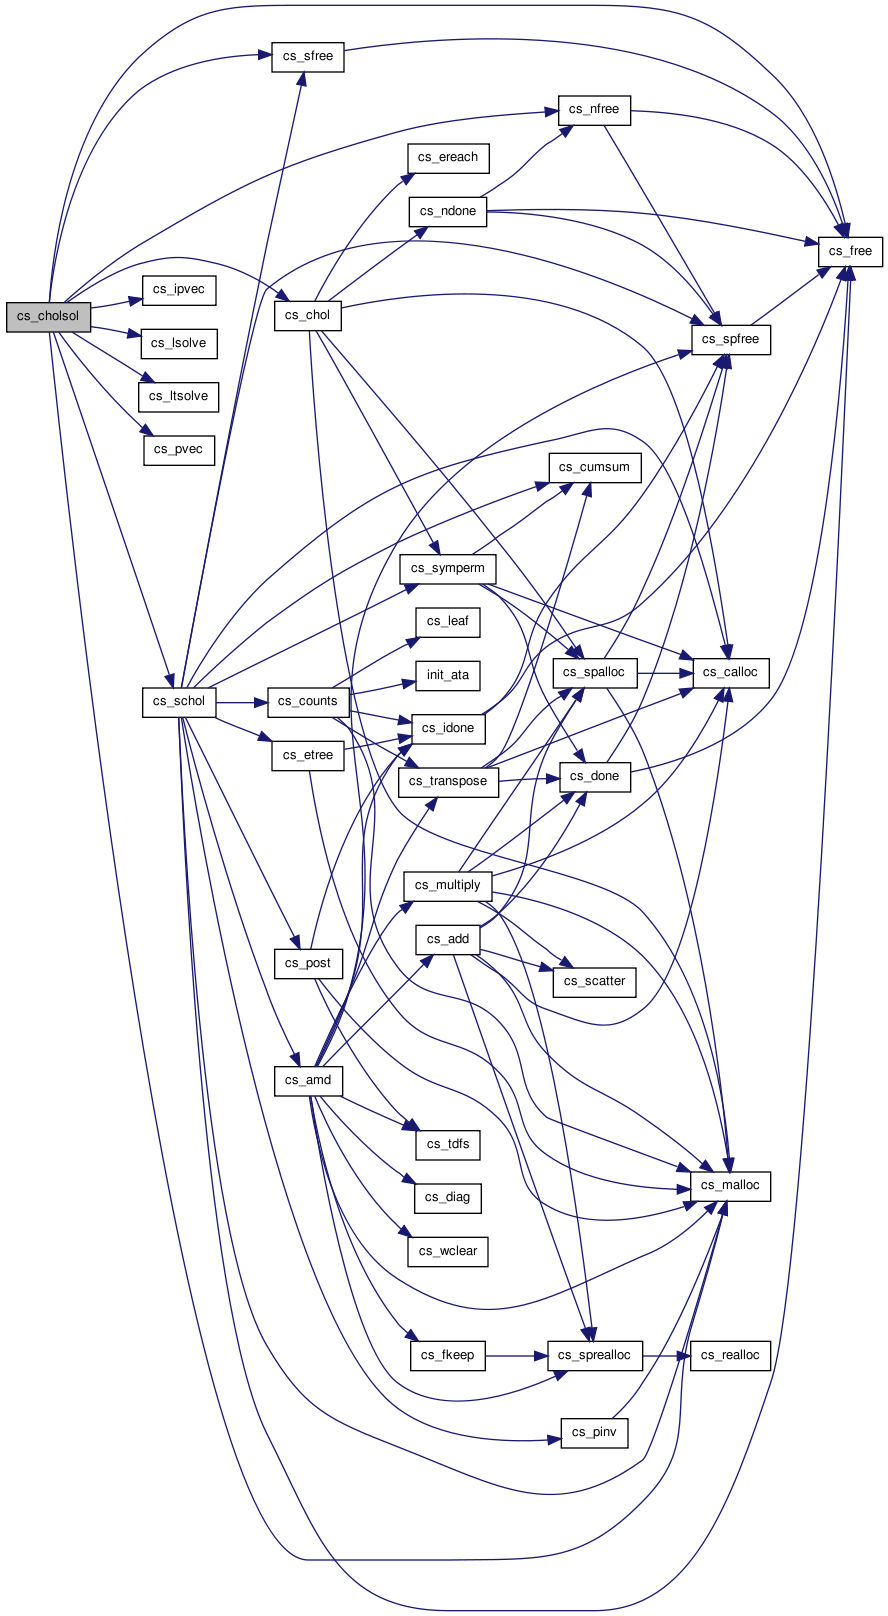 cs_sfree
cs_nfree
cs_ereach
cs_ndone
cs_free
cs_ipvec
cs_cholsol
cs_chol
cs_lsolve
cs_spfree
cs_ltsolve
cs_pvec
cs_cumsum
cs_symperm
cs_leaf
init_ata
cs_spalloc
cs_calloc
cs_schol
cs_counts
cs_idone
cs_etree
cs_transpose
cs_done
cs_multiply
cs_add
cs_post
cs_scatter
cs_amd
cs_tdfs
cs_diag
cs_malloc
cs_wclear
cs_fkeep
cs_sprealloc
cs_realloc
cs_pinv